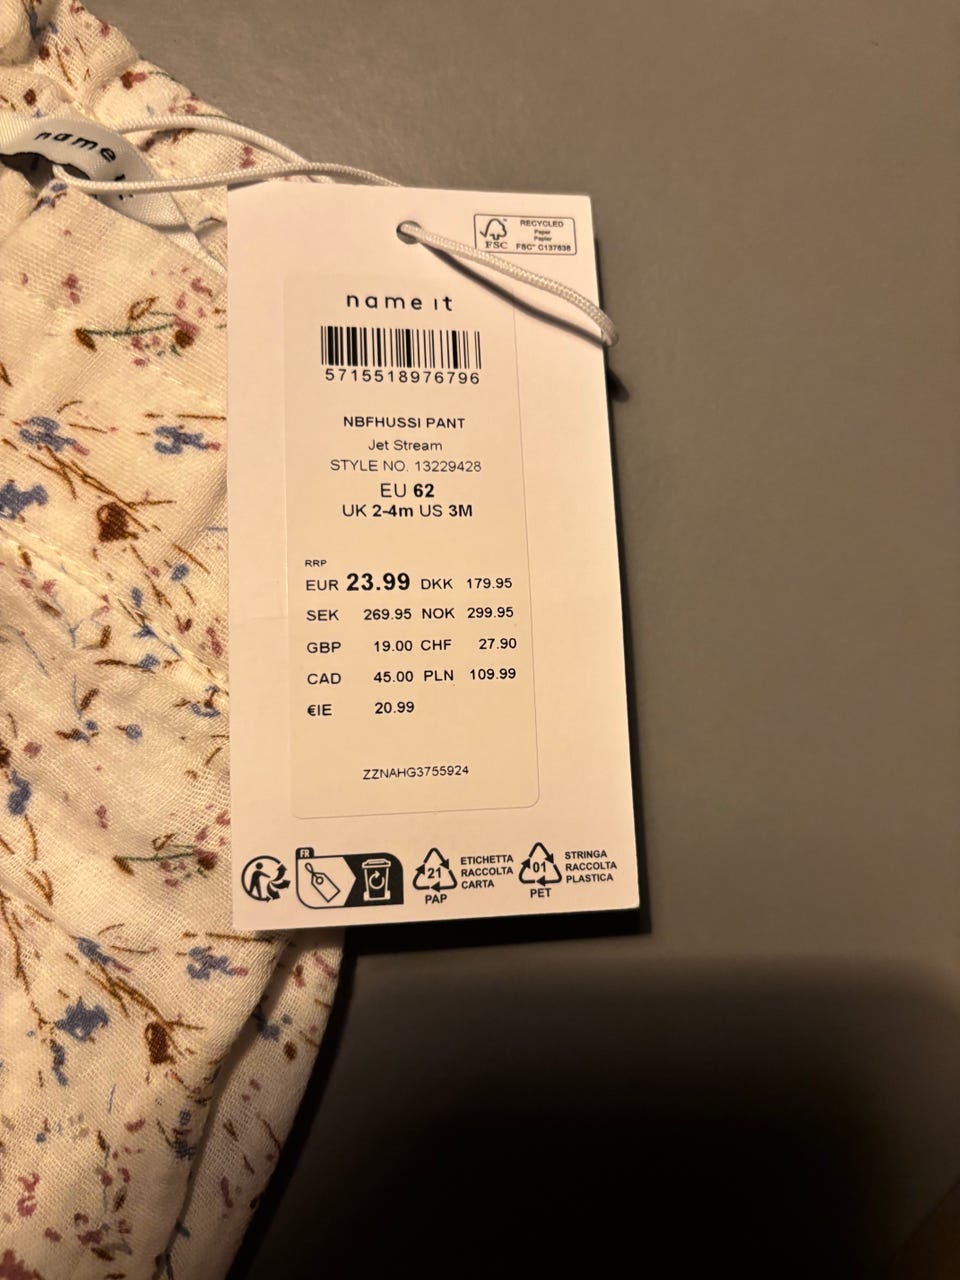 name it
FSC
RECYCLED
Paper
Papier
FSC™ C137838
name it
5715518976796
NBFHUSSI PANT
Jet Stream
STYLE NO. 13229428
EU 62
UK 2-4m US 3M
RRP
EUR 23.99 DKK 179.95
SEK 269.95 NOK 299.95
GBP 19.00 CHF 27.90
CAD 45.00 PLN 109.99
€IE 20.99
ZZNAHG3755924
FR
21
PAP
ETICHETTA
RACCOLTA
CARTA
01
PET
STRINGA
RACCOLTA
PLASTICA